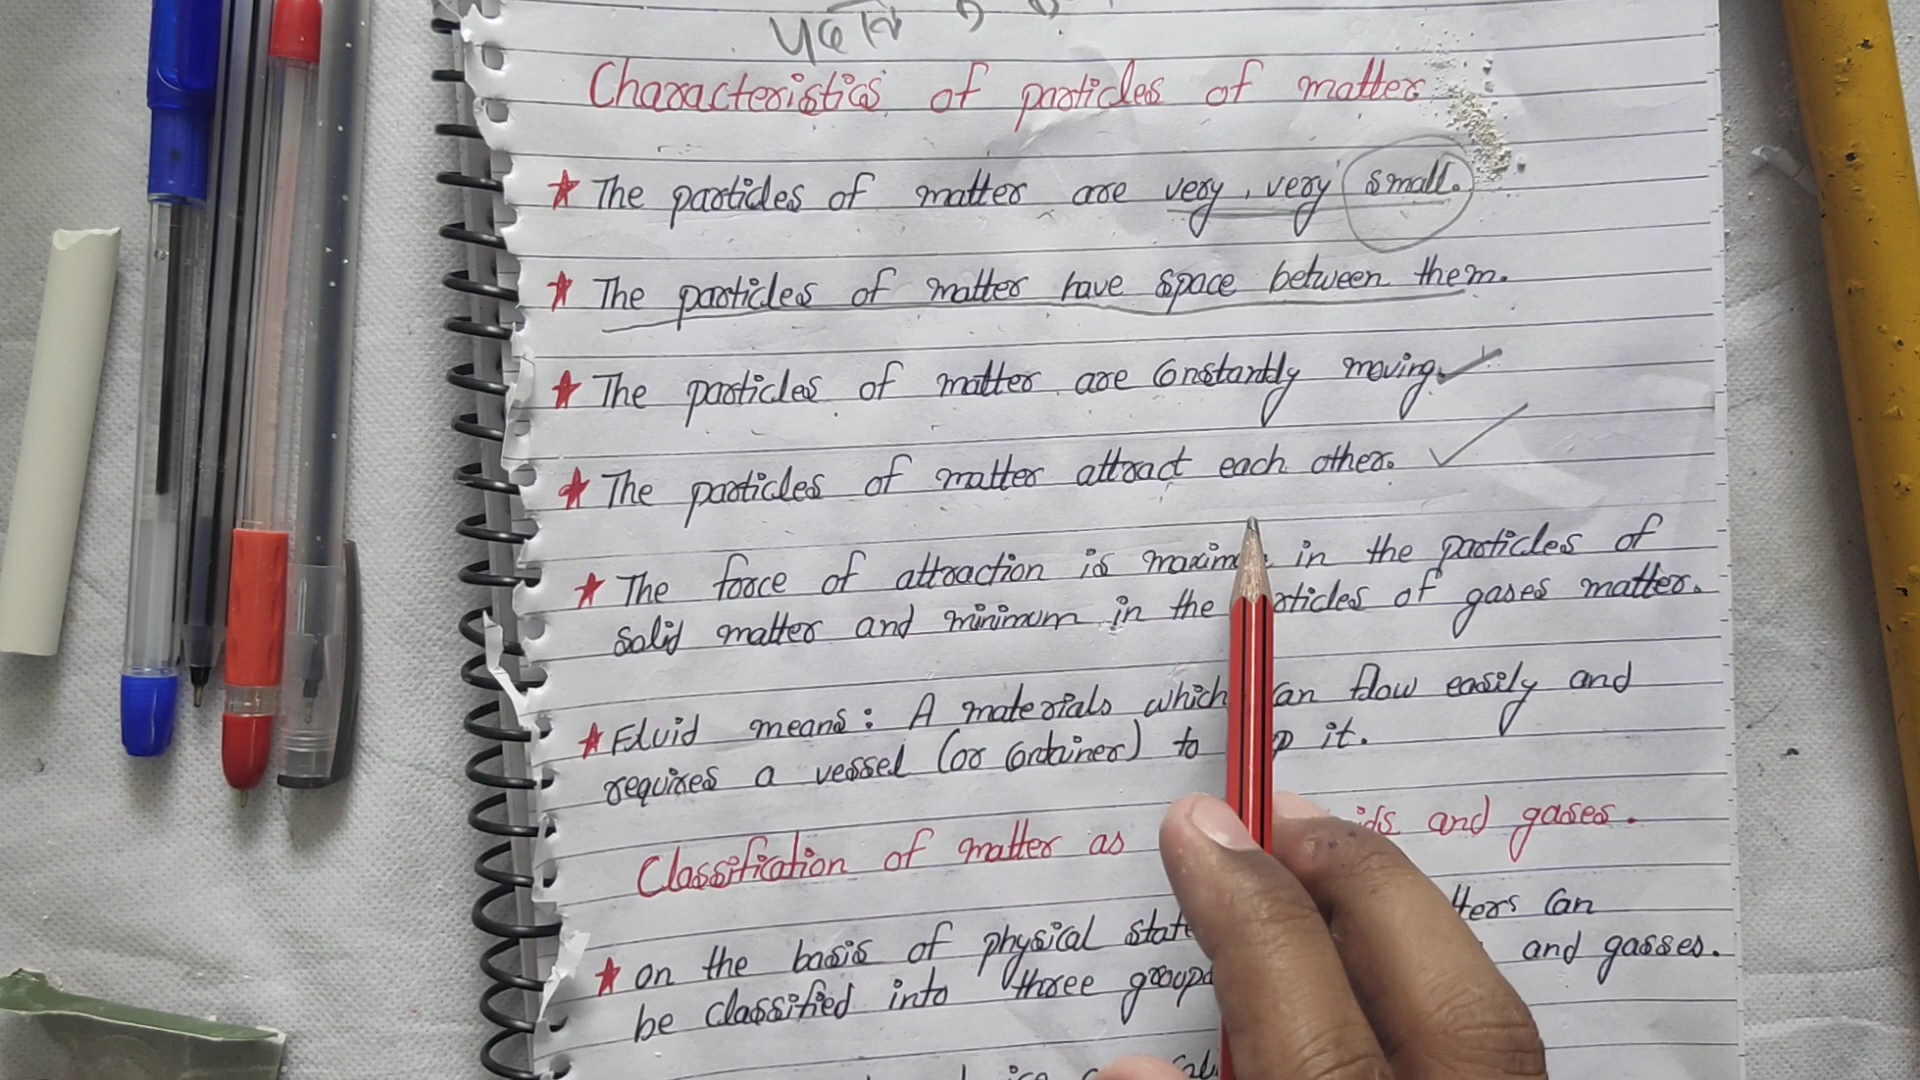 Characteristics of particles of matter
The particles of matter are very, very small.
The particles of matter have space between them.
The particles of matter are constantly moving.
The particles of matter attract each other.
The force of attraction is in the particles of
solid matter and minimum in the of gases matter.
Fluid means: A materials which flow easily and
requires a vessel (or container) to it.
Classification of matter as and gases.
on the basis of physical can
be classified into three and gasses.